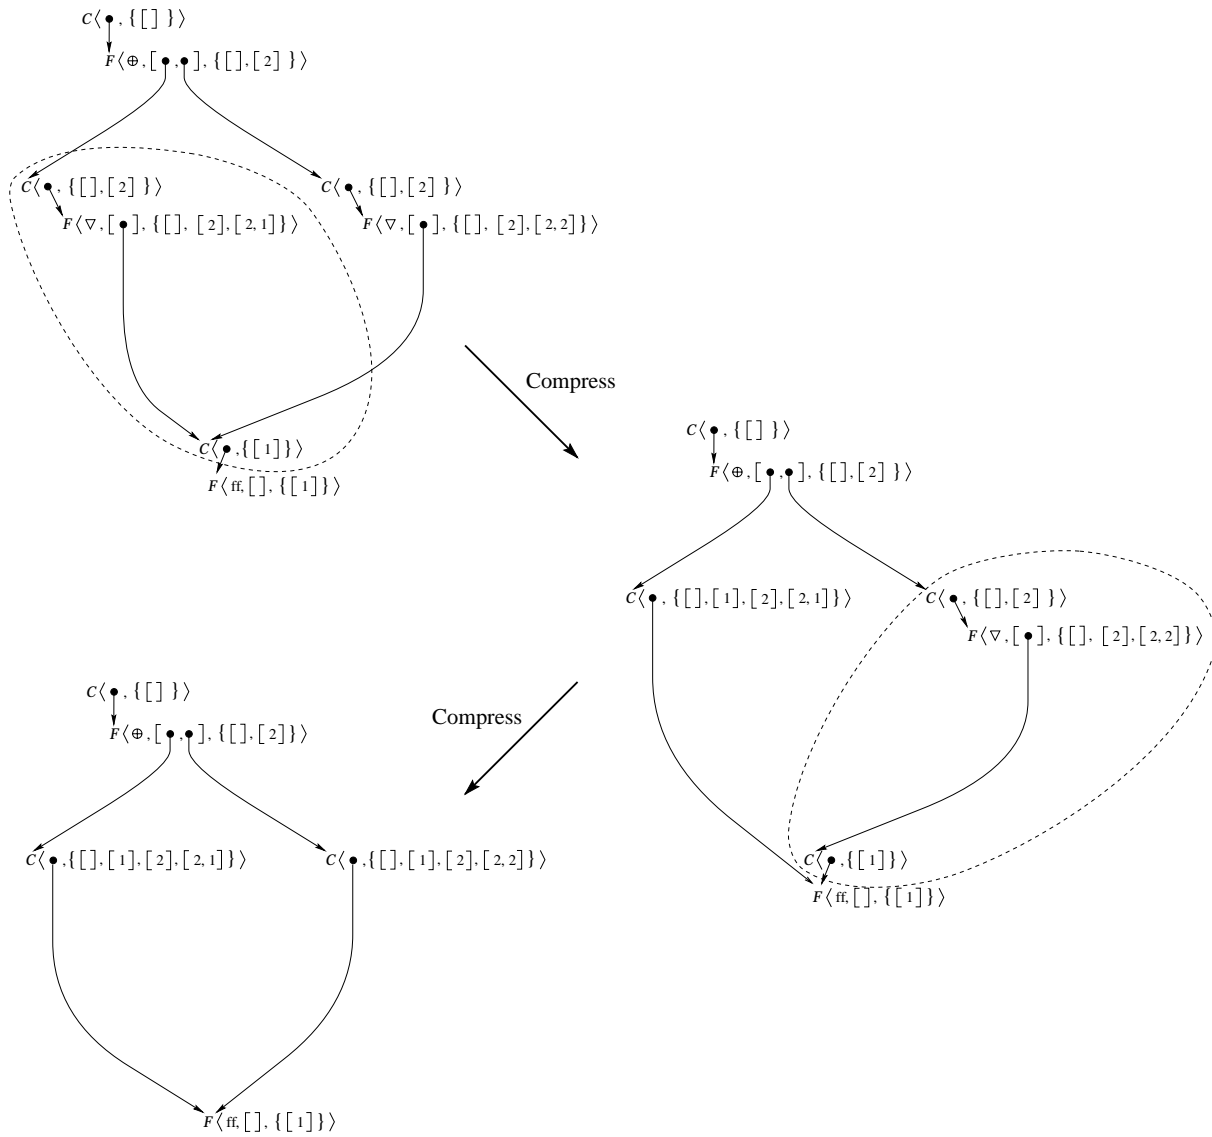 C⟨•, {[] }⟩
F⟨⊕,[•,•], {[],[2] }⟩
C⟨•, {[],[2] }⟩
C⟨•, {[],[2] }⟩
F⟨▽,[•], {[], [2],[2, 1]}⟩
F⟨▽,[•], {[], [2],[2, 2]}⟩
C⟨•,{[1]}⟩
F⟨ff,[], {[1]}⟩
Compress
C⟨•, {[] }⟩
F⟨⊕,[•,•], {[],[2] }⟩
C⟨•, {[],[1],[2],[2, 1]}⟩
C⟨•, {[],[2] }⟩
F⟨▽,[•], {[], [2],[2, 2]}⟩
C⟨•,{[1]}⟩
F⟨ff,[], {[1]}⟩
Compress
C⟨•, {[] }⟩
F⟨⊕,[•,•], {[],[2]}⟩
C⟨•,{[],[1],[2],[2, 1]}⟩
C⟨•,{[],[1],[2],[2, 2]}⟩
F⟨ff,[], {[1]}⟩